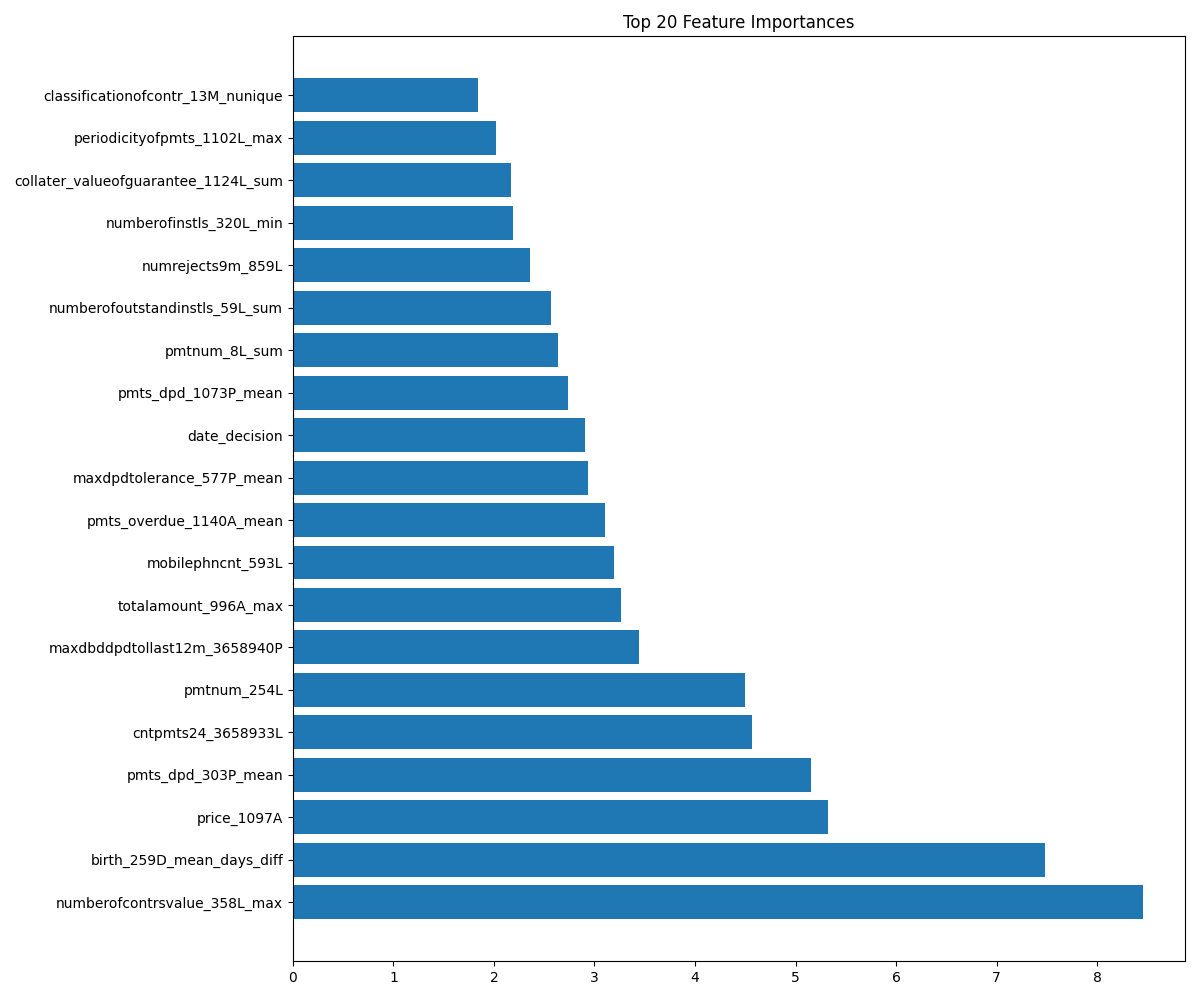 Top 20 Feature Importances
classificationofcontr_13M_nunique
periodicityofpmts_1102L_max
collater_valueofguarantee_1124L_sum
numberofinstls_320L_min
numrejects9m_859L
numberofoutstandinstls_59L_sum
pmtnum_8L_sum
pmts_dpd_1073P_mean
date_decision
maxdpdtolerance_577P_mean
pmts_overdue_1140A_mean
mobilephncnt_593L
totalamount_996A_max
maxdbddpdtollast12m_3658940P
pmtnum_254L
cntpmts24_3658933L
pmts_dpd_303P_mean
price_1097A
birth_259D_mean_days_diff
numberofcontrsvalue_358L_max
0 1 2 3 4 5 6 7 8